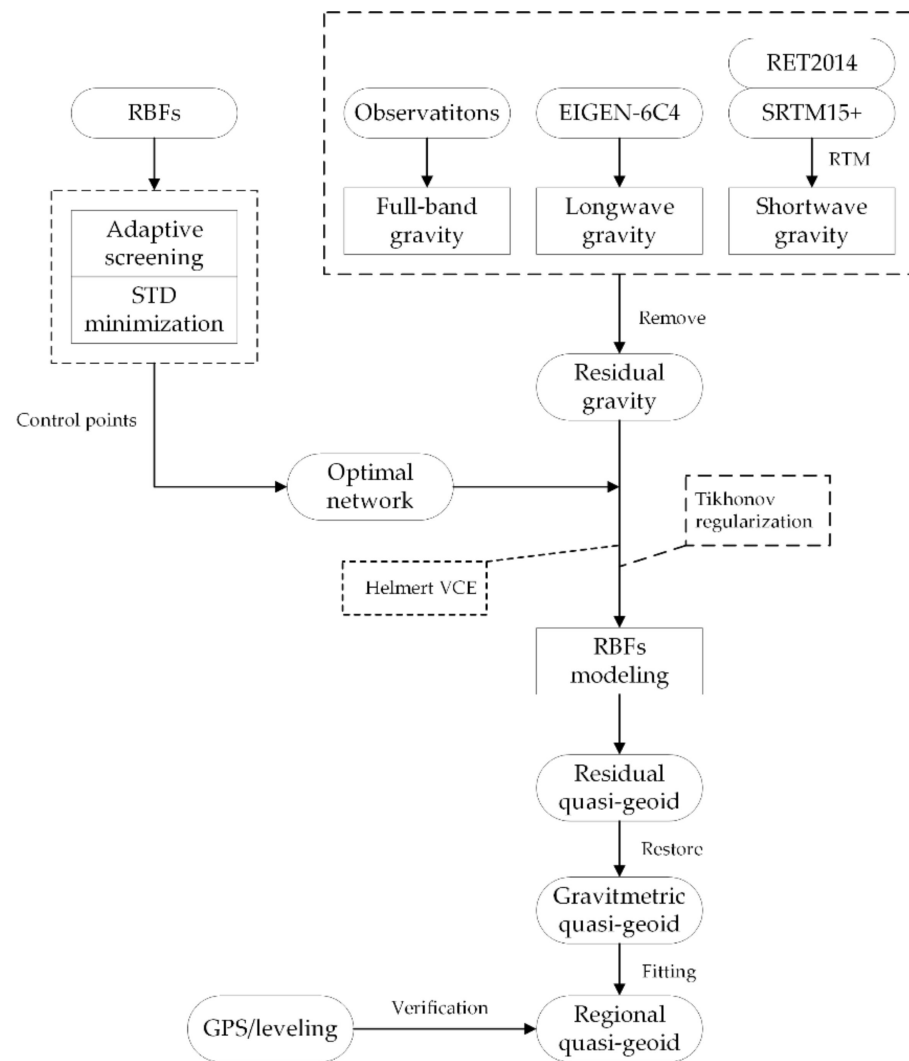 RET2014
RBFs
Observatitons
EIGEN-6C4
SRTM15+
RTM
Adaptive
screening
STD
minimization
Full-band
gravity
Longwave
gravity
Shortwave
gravity
Remove
Residual
gravity
Control points
Optimal
network
Tikhonov
regularization
Helmert VCE
RBFs
modeling
Residual
quasi-geoid
Restore
Gravitmetric
quasi-geoid
Fitting
GPS/leveling
Verification
Regional
quasi-geoid